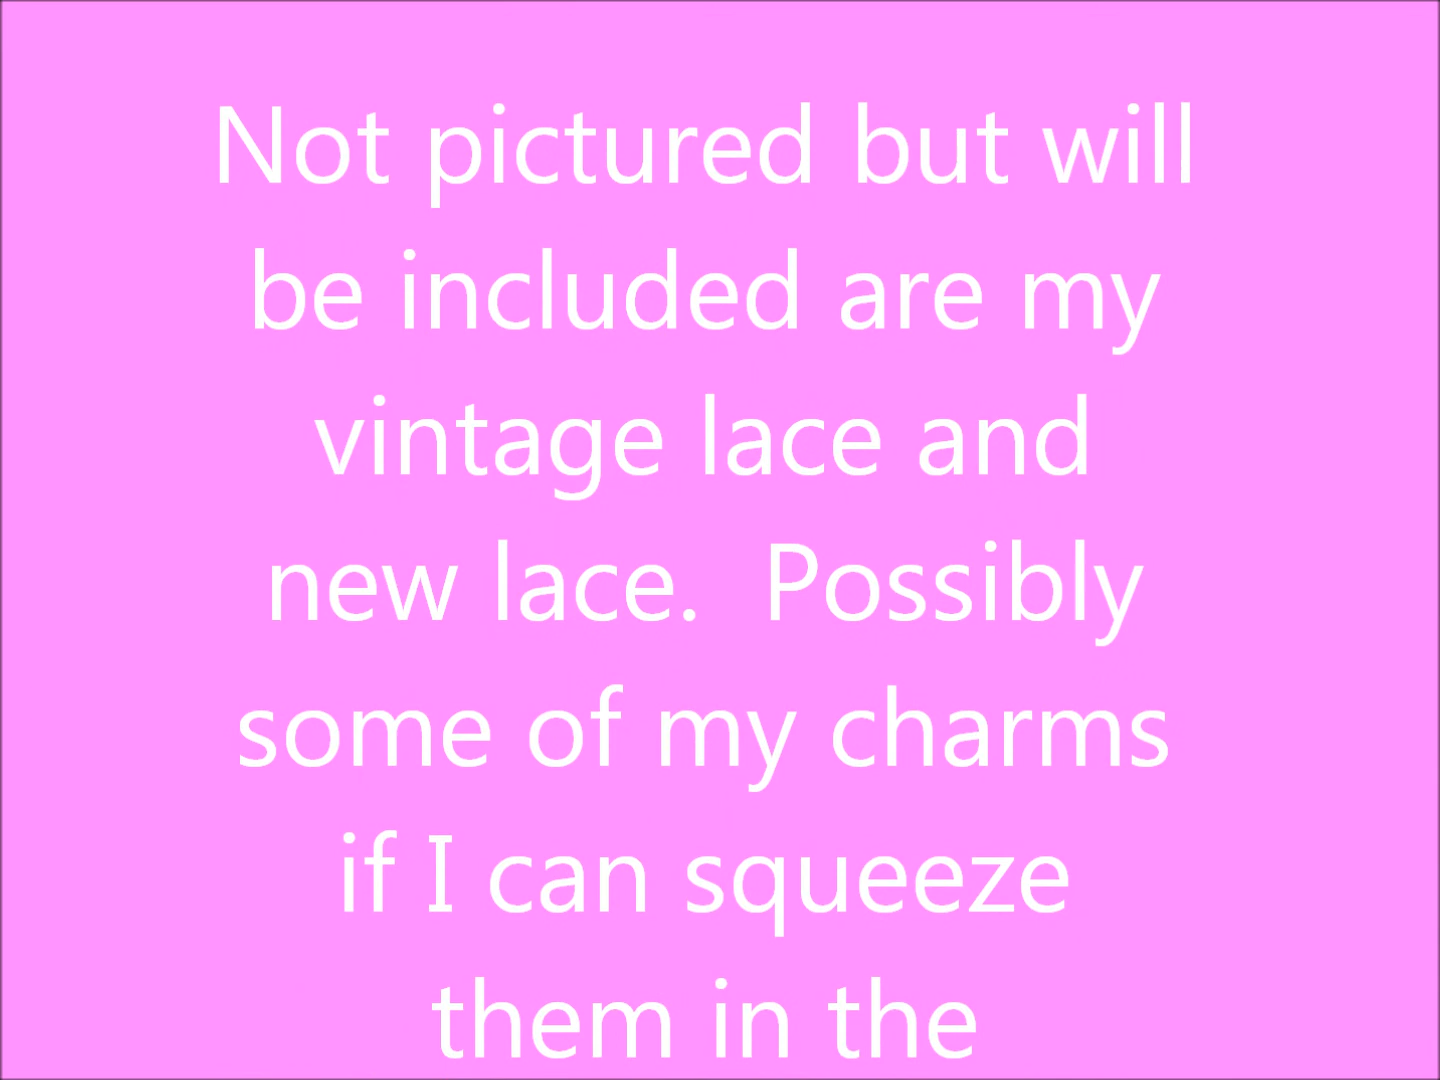 Not pictured but will
be included are my
vintage lace and
new lace.  Possibly
some of my charms
if I can squeeze
them in the